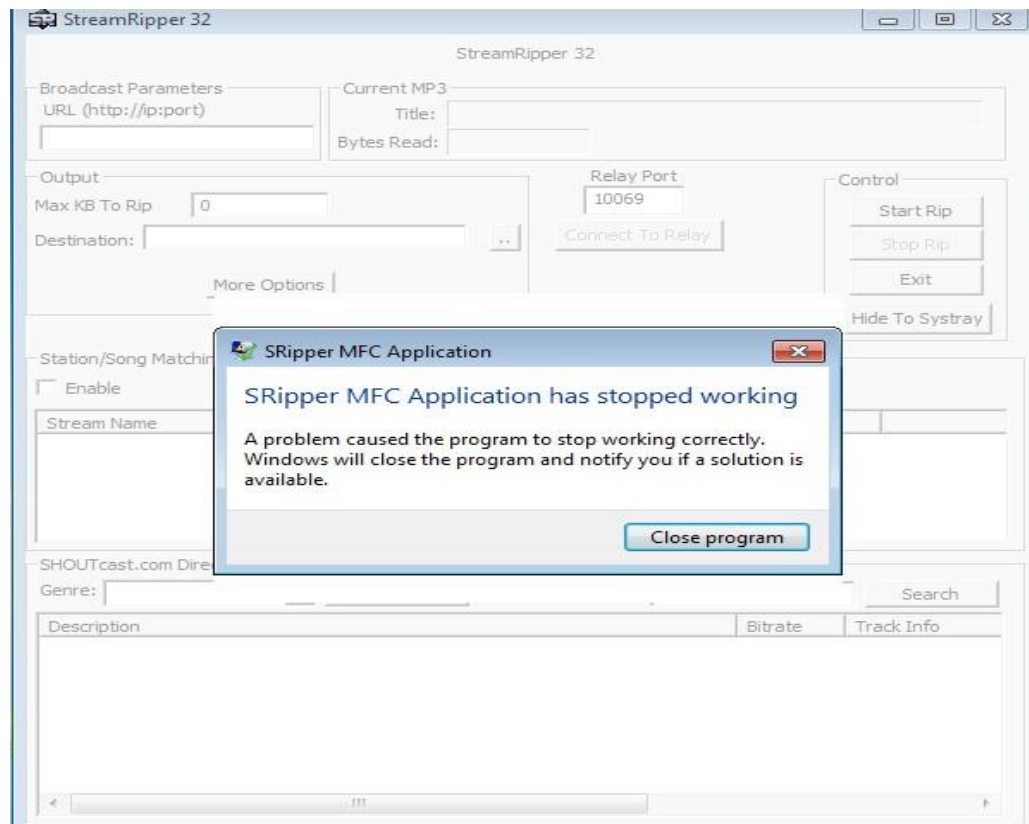 StreamRipper 32
StreamRipper 32
Broadcast Parameters
URL (http://ip:port)
Current MP3
Title:
Bytes Read:
Output
Max KB To Rip 0
Destination: ..
More Options
Relay Port
10069
Connect To Relay
Control
Start Rip
Stop Rip
Exit
Hide To Systray
Station/Song Matchin
Enable
Stream Name
SRipper MFC Application
SRipper MFC Application has stopped working
A problem caused the program to stop working correctly.
Windows will close the program and notify you if a solution is
available.
Close program
SHOUTcast.com Dire
Genre:
Search
Description Bitrate Track Info